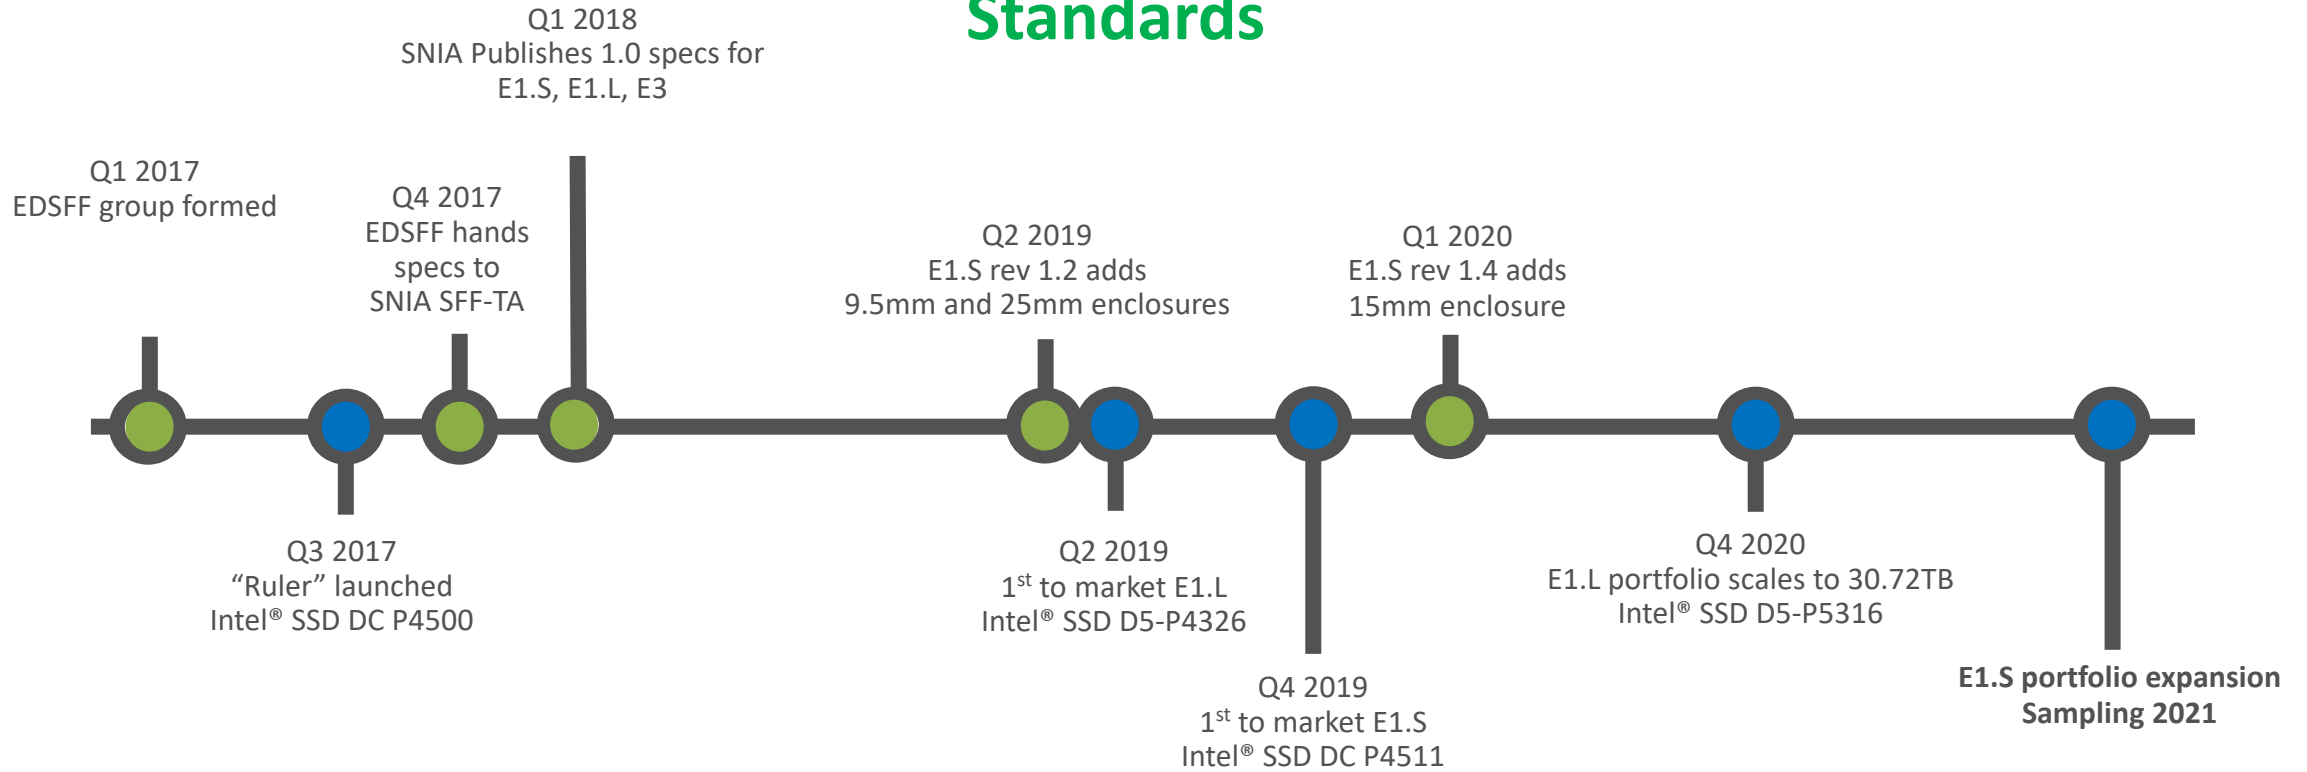 Standards
Q1 2018
SNIA Publishes 1.0 specs for
E1.S, E1.L, E3
Q1 2017
EDSFF group formed
Q4 2017
EDSFF hands
specs to
SNIA SFF-TA
Q2 2019
E1.S rev 1.2 adds
9.5mm and 25mm enclosures
Q1 2020
E1.S rev 1.4 adds
15mm enclosure
Q3 2017
“Ruler” launched
Intel® SSD DC P4500
Q2 2019
1st to market E1.L
Intel® SSD D5-P4326
Q4 2019
1st to market E1.S
Intel® SSD DC P4511
Q4 2020
E1.L portfolio scales to 30.72TB
Intel® SSD D5-P5316
E1.S portfolio expansion
Sampling 2021